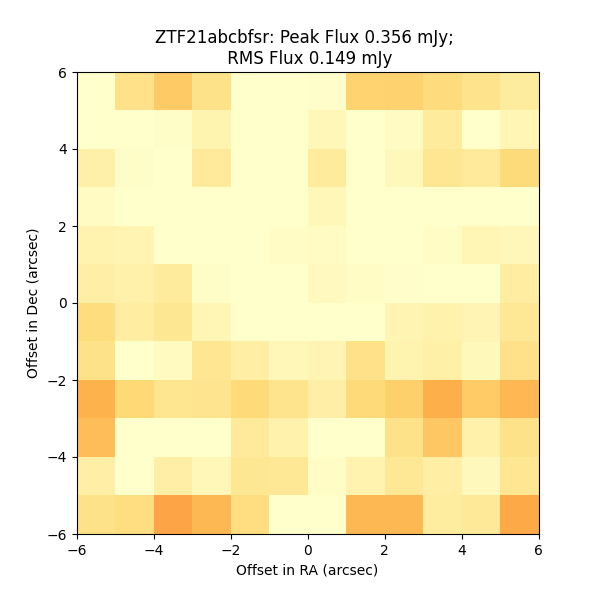 ZTF21abcbfsr: Peak Flux 0.356 mJy;
RMS Flux 0.149 mJy
6
4
2
0
−2
−4
−6
Offset in Dec (arcsec)
−6 −4 −2 0 2 4 6
Offset in RA (arcsec)